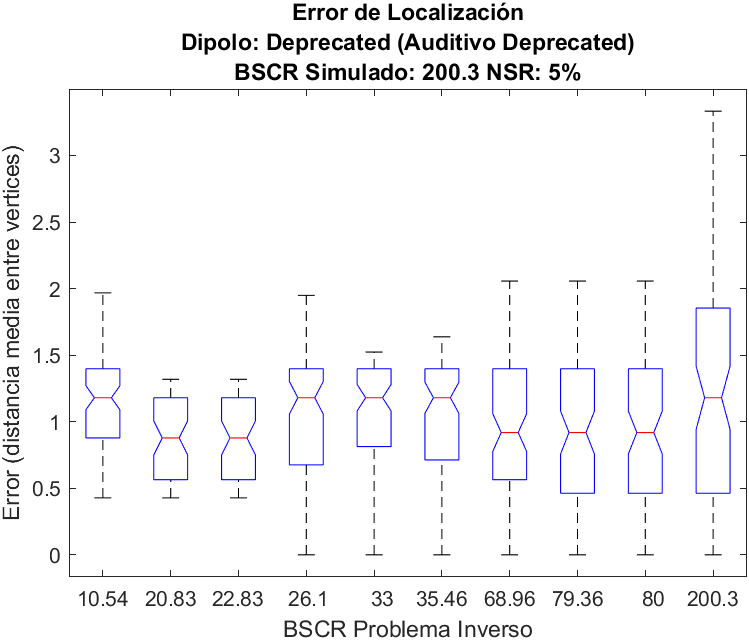 Error de Localización
Dipolo: Deprecated (Auditivo Deprecated)
BSCR Simulado: 200.3 NSR: 5%
Error (distancia media entre vertices)
3
2.5
2
1.5
1
0.5
0
10.54 20.83 22.83 26.1 33 35.46 68.96 79.36 80 200.3
BSCR Problema Inverso